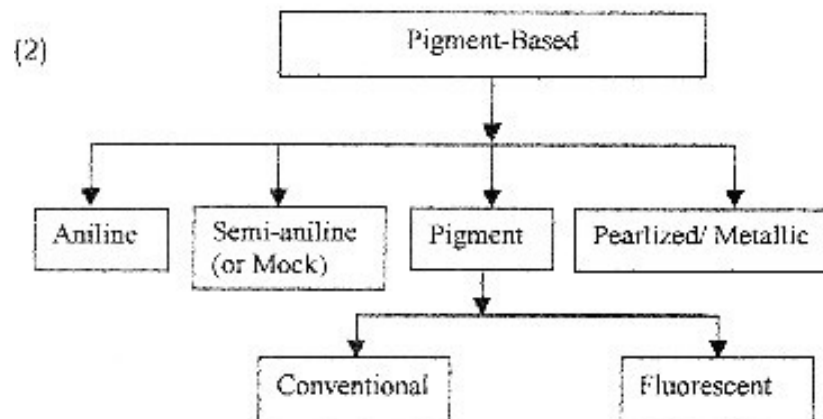 (2)
Pigment-Based
Aniline
Semi-aniline
(or Mock)
Pigment
Pearlized/ Metallic
Conventional
Fluorescent